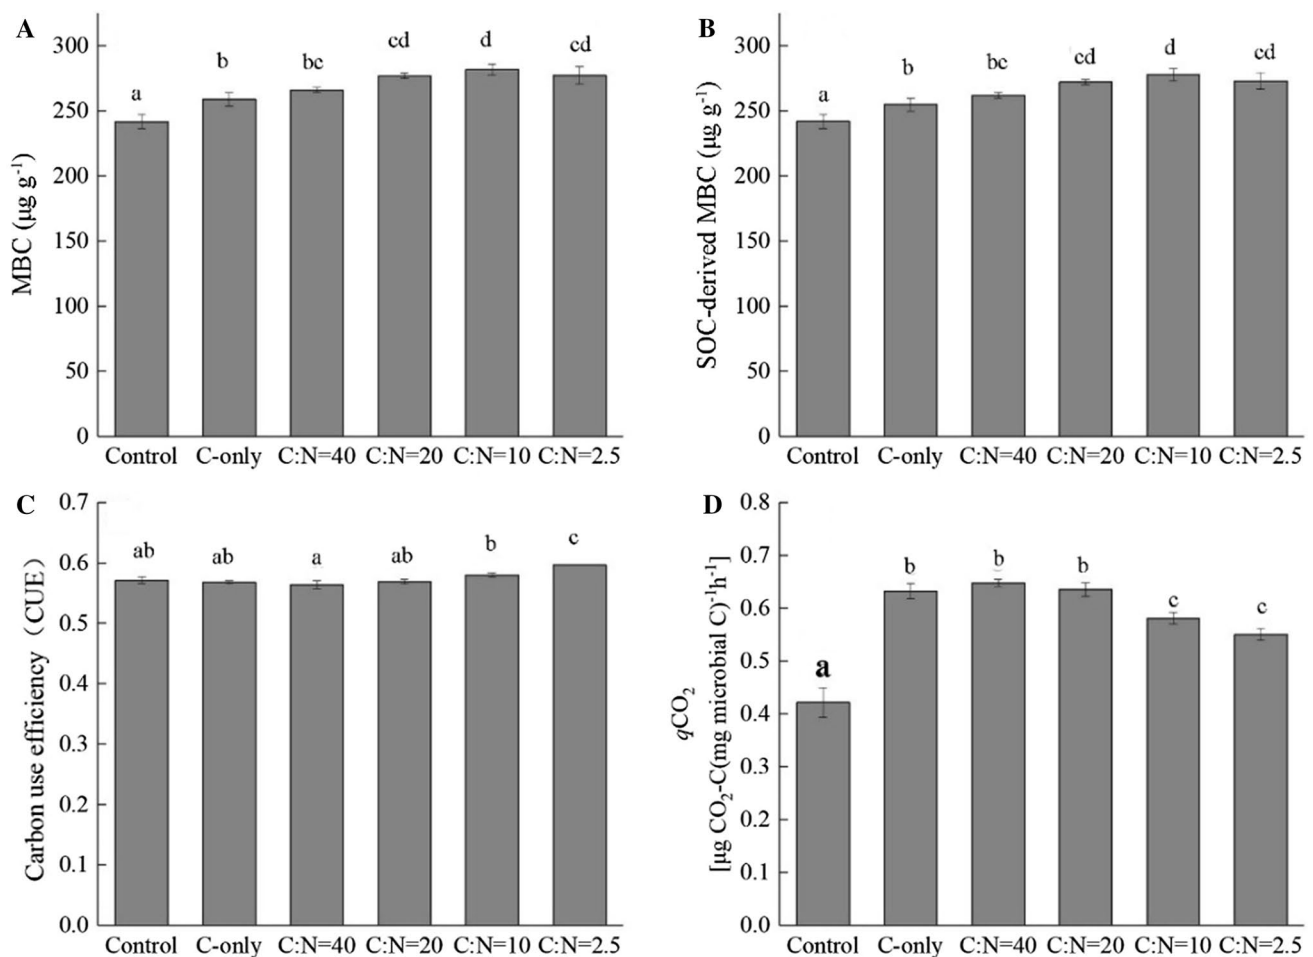 A
MBC (μg g-1)
300
250
200
150
100
50
0
a
b
bc
cd
d
cd
Control C-only C:N=40 C:N=20 C:N=10 C:N=2.5
B
SOC-derived MBC (μg g-1)
300
250
200
150
100
50
0
a
b
bc
cd
d
cd
Control C-only C:N=40 C:N=20 C:N=10 C:N=2.5
C
Carbon use efficiency（CUE）
0.7
0.6
0.5
0.4
0.3
0.2
0.1
0.0
ab
ab
a
ab
b
c
Control C-only C:N=40 C:N=20 C:N=10 C:N=2.5
D
qCO2
[μg CO2-C(mg microbial C)-1h-1]
0.8
0.7
0.6
0.5
0.4
0.3
0.2
0.1
0.0
a
b
b
b
c
c
Control C-only C:N=40 C:N=20 C:N=10 C:N=2.5